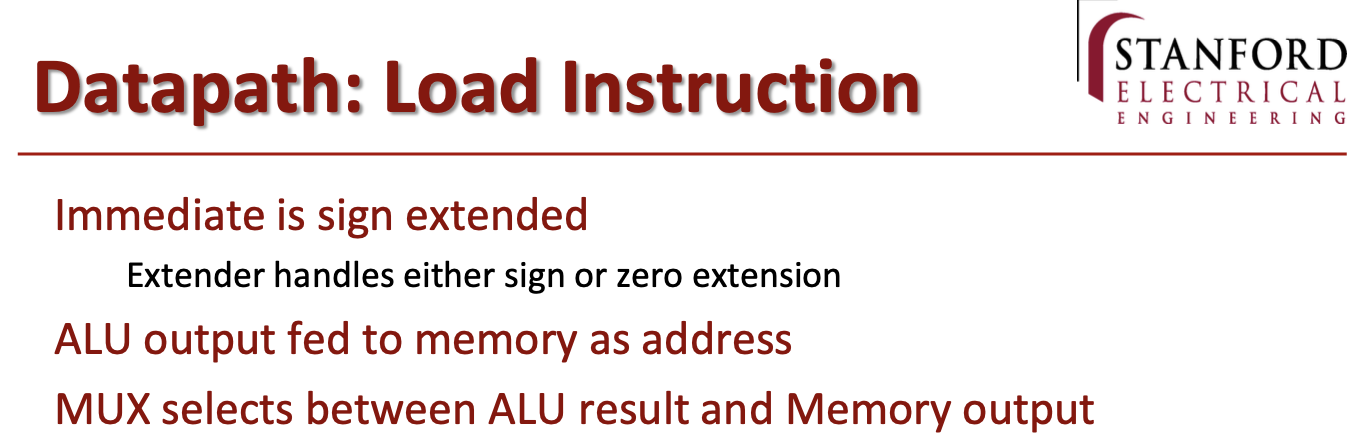 Datapath: Load Instruction
STANFORD
ELECTRICAL
ENGINEERING
Immediate is sign extended
Extender handles either sign or zero extension
ALU output fed to memory as address
MUX selects between ALU result and Memory output